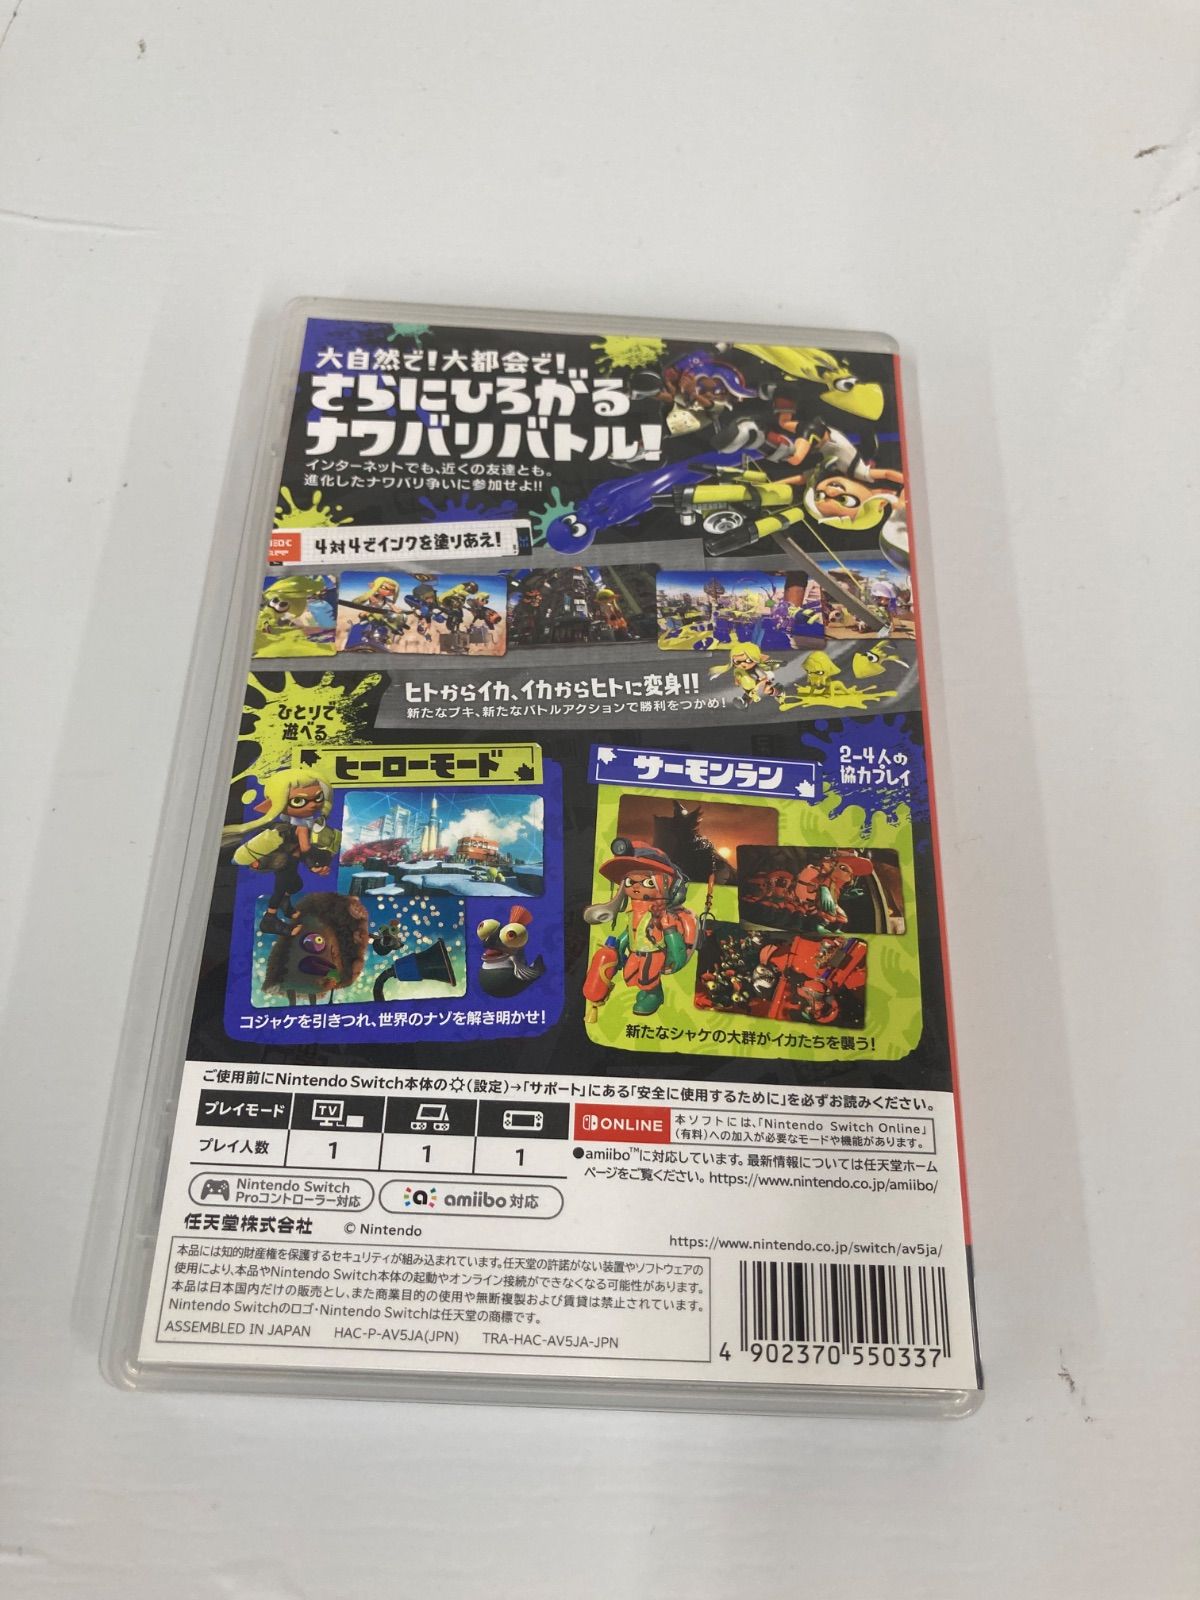 大自然で!大都会で!
さらにひろがる
ナワバリバトル!
インターネットでも、近くの友達とも。
進化したナワバリ争いに参加せよ!!
4対4でインクを塗りあえ!
ヒトからイカ、イカからヒトに変身!!
新たなブキ、新たなバトルアクションで勝利をつかめ!
ひとりで
遊べる
ヒーローモード
コジャケを引きつれ、世界のナゾを解き明かせ!
サーモンラン
2-4人の
協力プレイ
新たなシャケの大群がイカたちを襲う!
ご使用前にNintendo Switch本体の(設定)→「サポート」にある「安全に使用するために」を必ずお読みください。
プレイモード TV
プレイ人数 1 1 1
ONLINE
本ソフトには、「Nintendo Switch Online」
(有料)への加入が必要なモードや機能があります。
●amiibo™に対応しています。最新情報については任天堂ホーム
ページをご覧ください。https://www.nintendo.co.jp/amiibo/
Nintendo Switch
Proコントローラー対応
a amiibo 対応
任天堂株式会社 © Nintendo
https://www.nintendo.co.jp/switch/av5ja/
本品には知的財産権を保護するセキュリティが組み込まれています。任天堂の許諾がない装置やソフトウェアの
使用により、本品やNintendo Switch本体の起動やオンライン接続ができなくなる可能性があります。
本品は日本国内だけの販売とし、また商業目的の使用や無断複製および賃貸は禁止されています。
Nintendo Switchのロゴ・Nintendo Switchは任天堂の商標です。
ASSEMBLED IN JAPAN HAC-P-AV5JA(JPN) TRA-HAC-AV5JA-JPN
4 902370 550337